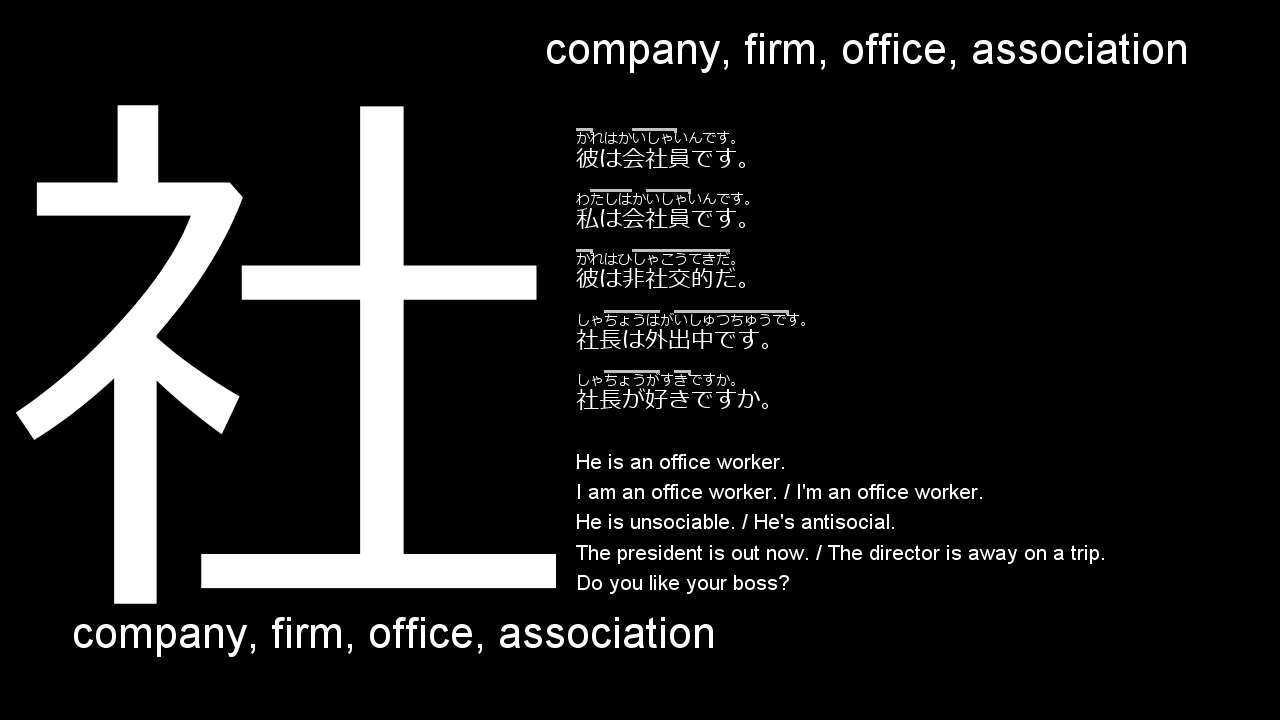 company, firm, office, association
社
かれはかいしゃいんです。
彼は会社員です。
わたしはかいしゃいんです。
私は会社員です。
かれはひしゃこうてきだ。
彼は非社交的だ。
しゃちょうはがいしゅつちゅうです。
社長は外出中です。
しゃちょうがすきですか。
社長が好きですか。
He is an office worker.
I am an office worker. / I'm an office worker.
He is unsociable. / He's antisocial.
The president is out now. / The director is away on a trip.
Do you like your boss?
company, firm, office, association